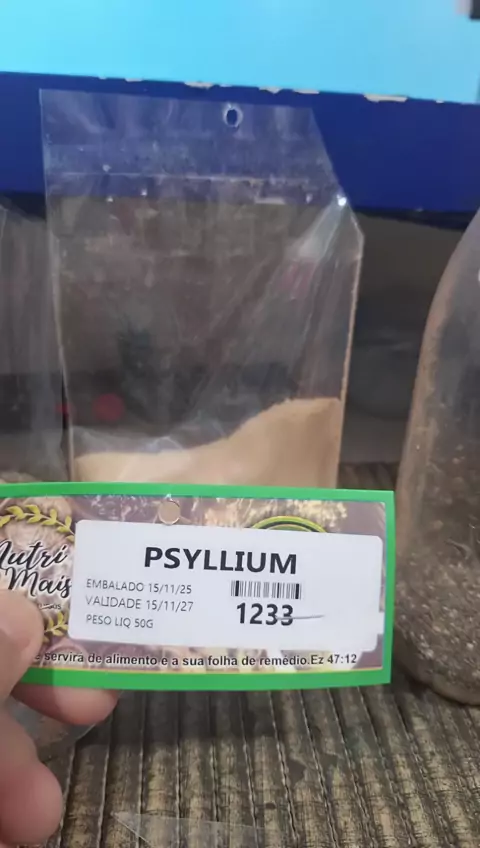 Nutri
Mais
PSYLLIUM
EMBALADO 15/11/25
VALIDADE 15/11/27
PESO LIQ 50G
1233
servirá de alimento e a sua folha de remédio.Ez 47:12